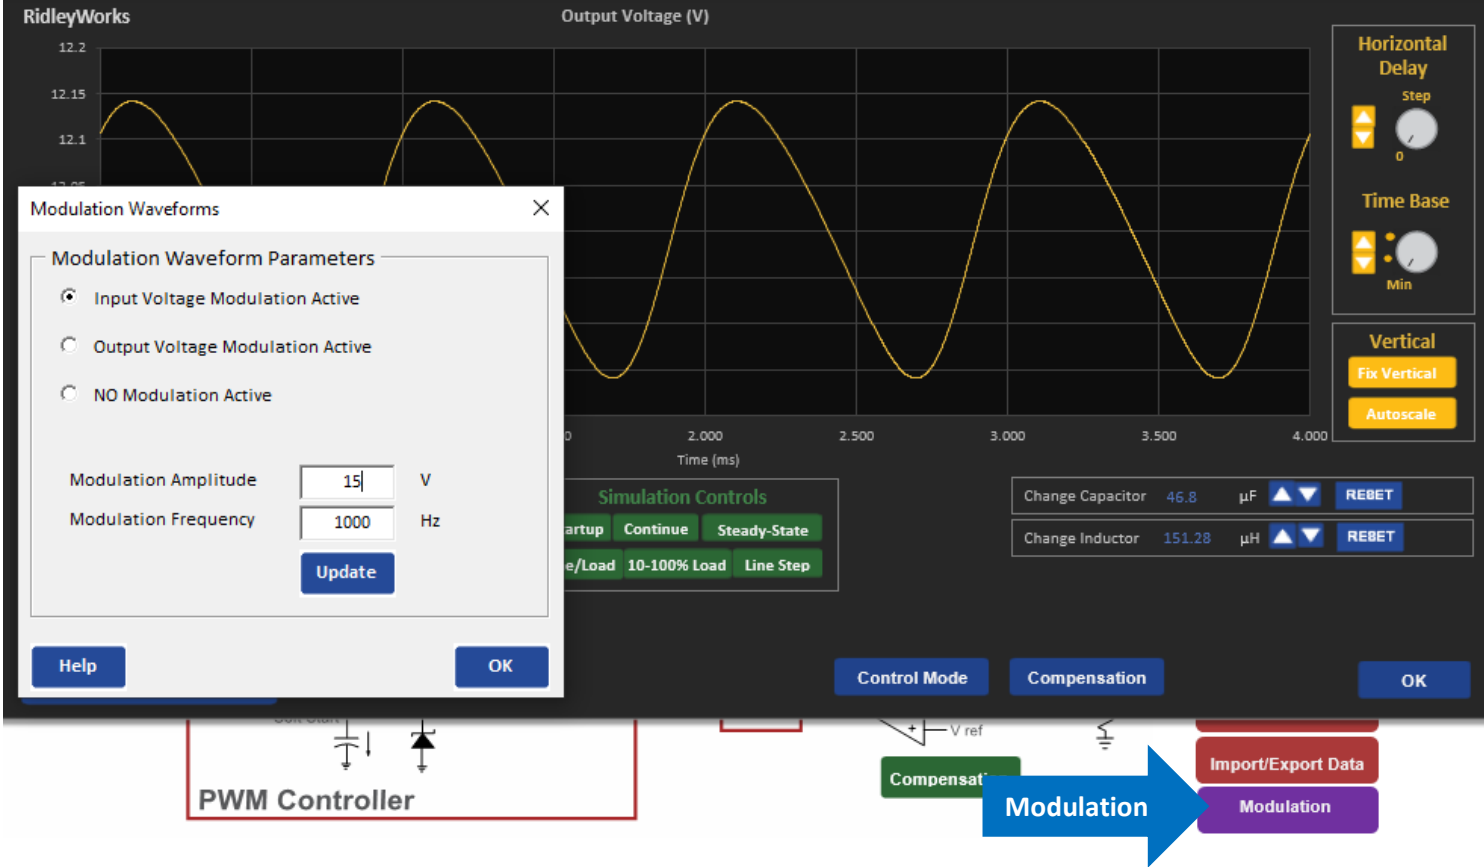 RidleyWorks
Output Voltage (V)
12.2
12.15
12.1
Horizontal
Delay
Step
0
Time Base
Min
Vertical
Fix Vertical
Autoscale
Modulation Waveforms
Modulation Waveform Parameters
Input Voltage Modulation Active
Output Voltage Modulation Active
NO Modulation Active
Modulation Amplitude 15 V
Modulation Frequency 1000 Hz
Update
Help OK
2.000 2.500 3.000 3.500 4.000
Time (ms)
Simulation Controls
artup Continue Steady-State
e/Load 10-100% Load Line Step
Change Capacitor 46.8 µF RESET
Change Inductor 151.28 µH RESET
Control Mode Compensation OK
V ref
PWM Controller
Compensati
Import/Export Data
Modulation
Modulation